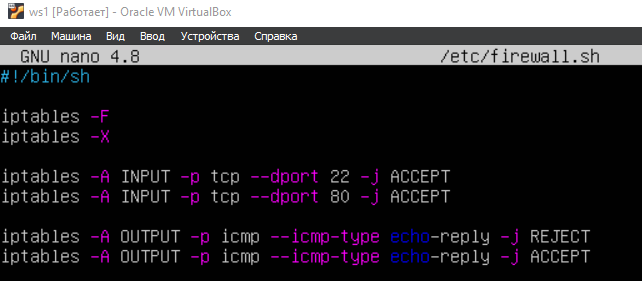 ws1 [Работает] - Oracle VM VirtualBox
Файл Машина Вид Ввод Устройства Справка
GNU nano 4.8 /etc/firewall.sh
#!/bin/sh
iptables -F
iptables -X
iptables -A INPUT -p tcp --dport 22 -j ACCEPT
iptables -A INPUT -p tcp --dport 80 -j ACCEPT
iptables -A OUTPUT -p icmp --icmp-type echo-reply -j REJECT
iptables -A OUTPUT -p icmp --icmp-type echo-reply -j ACCEPT